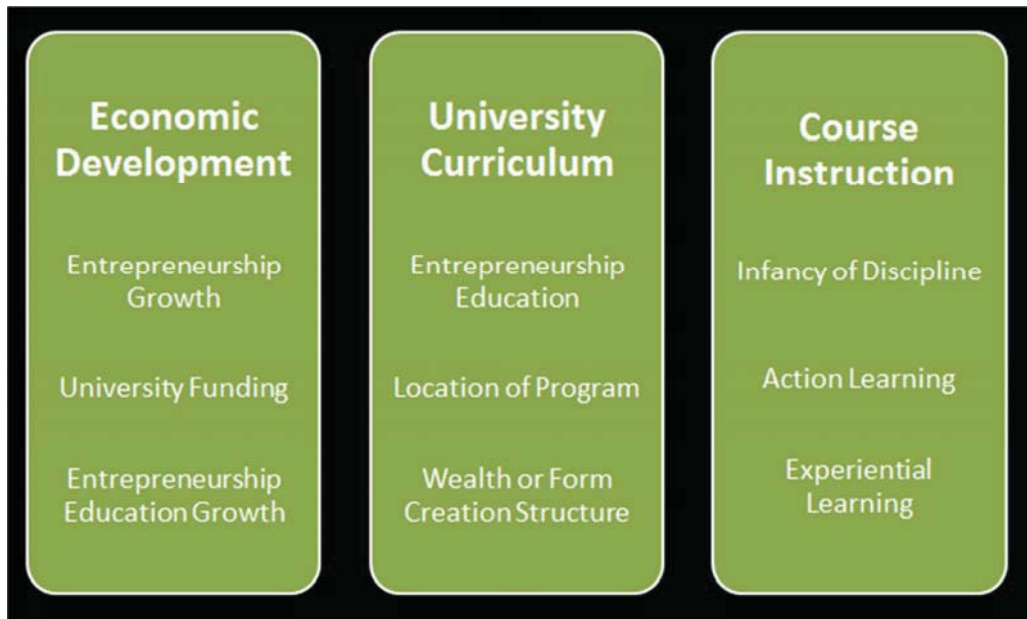 Economic
Development
Entrepreneurship
Growth
University Funding
Entrepreneurship
Education Growth
University
Curriculum
Entrepreneurship
Education
Location of Program
Wealth or Form
Creation Structure
Course
Instruction
Infancy of Discipline
Action Learning
Experiential
Learning